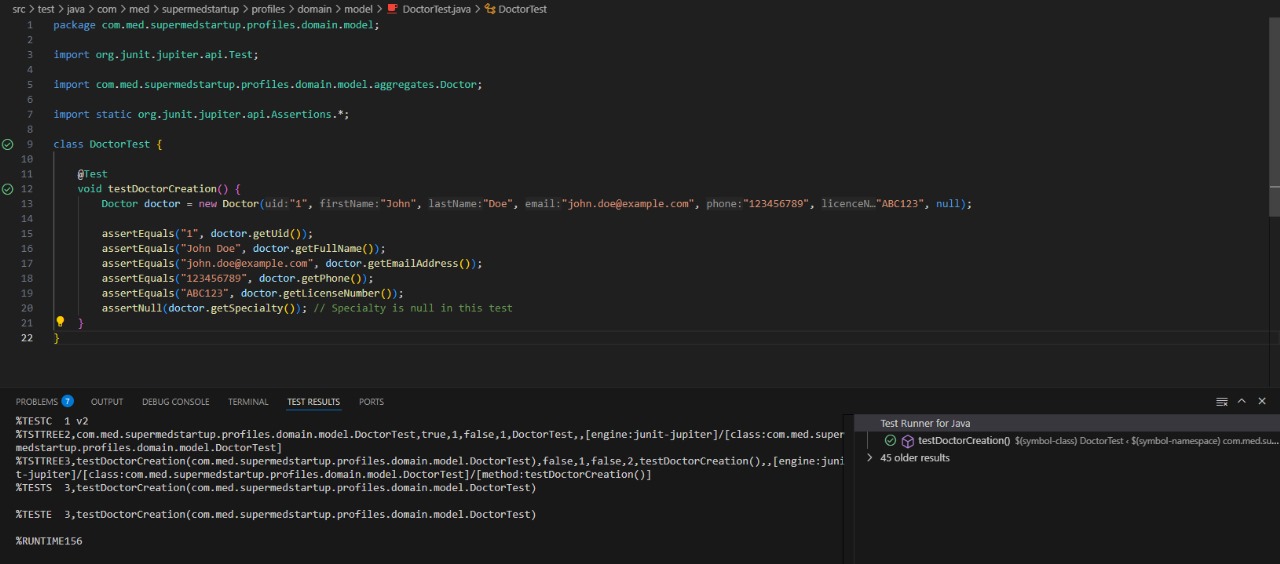 src > test > java > com > med > supermedstartup > profiles > domain > model > DoctorTest.java > DoctorTest
1 package com.med.supermedstartup.profiles.domain.model;
2
3 import org.junit.jupiter.api.Test;
4
5 import com.med.supermedstartup.profiles.domain.model.aggregates.Doctor;
6
7 import static org.junit.jupiter.api.Assertions.*;
8
9 class DoctorTest {
10
11 @Test
12 void testDoctorCreation() {
13 Doctor doctor = new Doctor(uid:"1", firstName:"John", lastName:"Doe", email:"john.doe@example.com", phone:"123456789", licenceN…"ABC123", null);
14
15 assertEquals("1", doctor.getUid());
16 assertEquals("John Doe", doctor.getFullName());
17 assertEquals("john.doe@example.com", doctor.getEmailAddress());
18 assertEquals("123456789", doctor.getPhone());
19 assertEquals("ABC123", doctor.getLicenseNumber());
20 assertNull(doctor.getSpecialty()); // Specialty is null in this test
21 }
22 }
PROBLEMS 7 OUTPUT DEBUG CONSOLE TERMINAL TEST RESULTS PORTS
%TESTC 1 v2
%TSTTREE2,com.med.supermedstartup.profiles.domain.model.DoctorTest,true,1,false,1,DoctorTest,,[engine:junit-jupiter]/[class:com.med.super
medstartup.profiles.domain.model.DoctorTest]
%TSTTREE3,testDoctorCreation(com.med.supermedstartup.profiles.domain.model.DoctorTest),false,1,false,2,testDoctorCreation(),,[engine:juni
t-jupiter]/[class:com.med.supermedstartup.profiles.domain.model.DoctorTest]/[method:testDoctorCreation()]
%TESTS 3,testDoctorCreation(com.med.supermedstartup.profiles.domain.model.DoctorTest)
%TESTE 3,testDoctorCreation(com.med.supermedstartup.profiles.domain.model.DoctorTest)
%RUNTIME156
Test Runner for Java
testDoctorCreation() $(symbol-class) DoctorTest < $(symbol-namespace) com.med.su...
> 45 older results